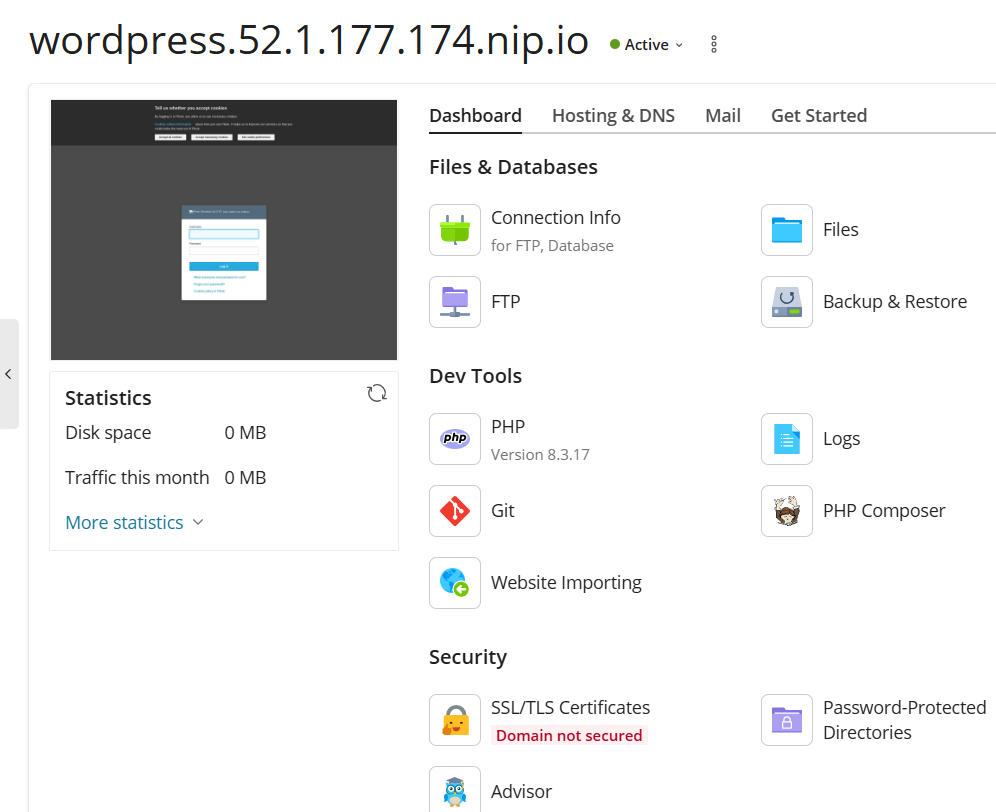 wordpress.52.1.177.174.nip.io
Active
Tell us whether you accept cookies
Dashboard
Hosting & DNS
Mail
Get Started
Files & Databases
Connection Info
for FTP, Database
Files
FTP
Backup & Restore
Statistics
Disk space 0 MB
Traffic this month 0 MB
More statistics
Dev Tools
php
PHP
Version 8.3.17
Logs
Git
PHP Composer
Website Importing
Security
SSL/TLS Certificates
Domain not secured
Password-Protected
Directories
Advisor